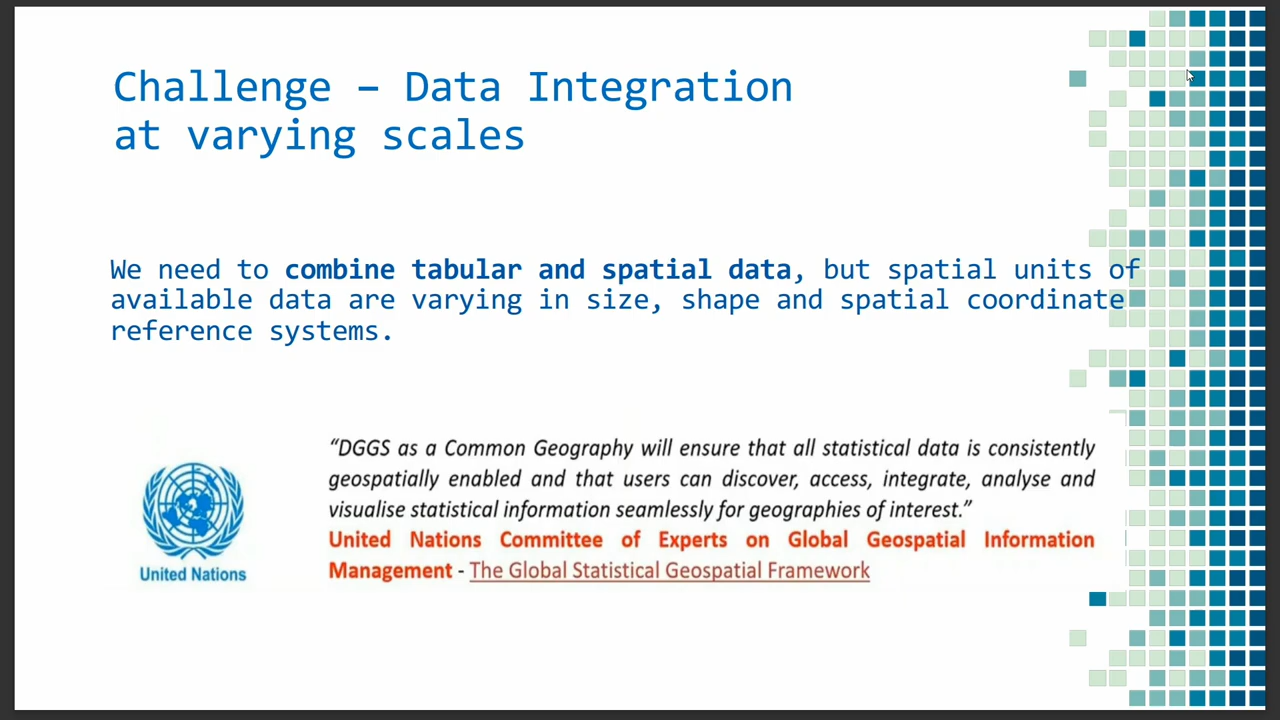 Challenge – Data Integration
at varying scales
We need to combine tabular and spatial data, but spatial units of
available data are varying in size, shape and spatial coordinate
reference systems.
“DGGS as a Common Geography will ensure that all statistical data is consistently
geospatially enabled and that users can discover, access, integrate, analyse and
visualise statistical information seamlessly for geographies of interest.”
United Nations Committee of Experts on Global Geospatial Information
Management - The Global Statistical Geospatial Framework
United Nations